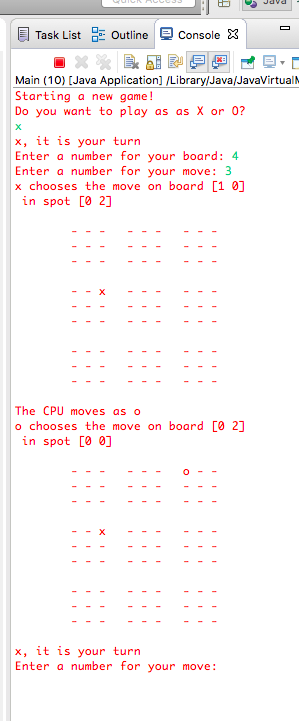 Quick Access
Java
Task List Outline Console
Main (10) [Java Application] /Library/Java/JavaVirtualM
Starting a new game!
Do you want to play as as X or O?
x
x, it is your turn
Enter a number for your board: 4
Enter a number for your move: 3
x chooses the move on board [1 0]
in spot [0 2]
- - - - - - - - -
- - - - - - - - -
- - - - - - - - -
- - x - - - - - -
- - - - - - - - -
- - - - - - - - -
- - - - - - - - -
- - - - - - - - -
- - - - - - - - -
The CPU moves as o
o chooses the move on board [0 2]
in spot [0 0]
- - - - - - o - -
- - - - - - - - -
- - - - - - - - -
- - x - - - - - -
- - - - - - - - -
- - - - - - - - -
- - - - - - - - -
- - - - - - - - -
- - - - - - - - -
x, it is your turn
Enter a number for your move: